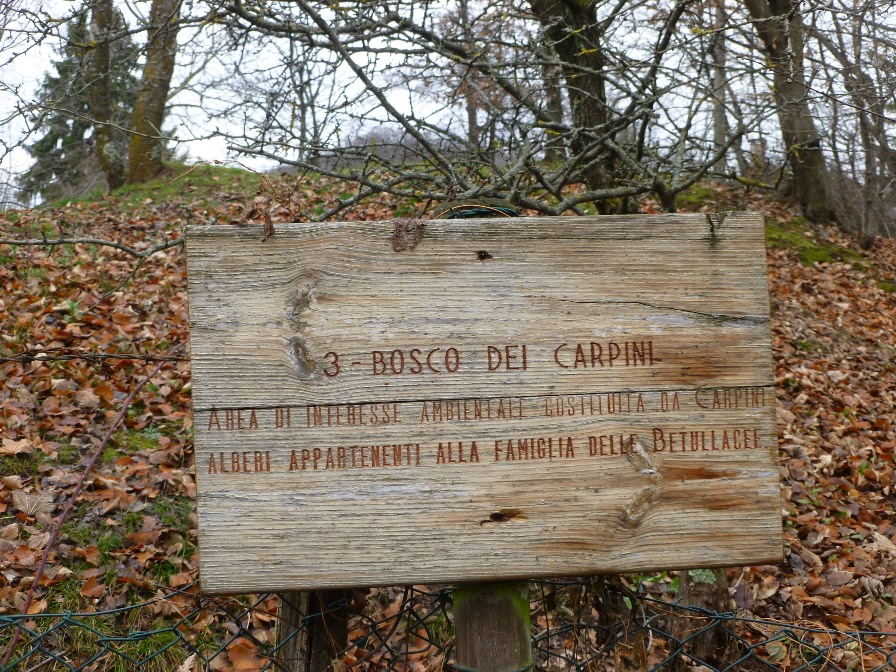 3 - BOSCO DEI CARPINI
AREA DI INTERESSE AMBIENTALE COSTITUITA DA CARPINI
ALBERI APPARTENENTI ALLA FAMIGLIA DELLE BETULLACEE